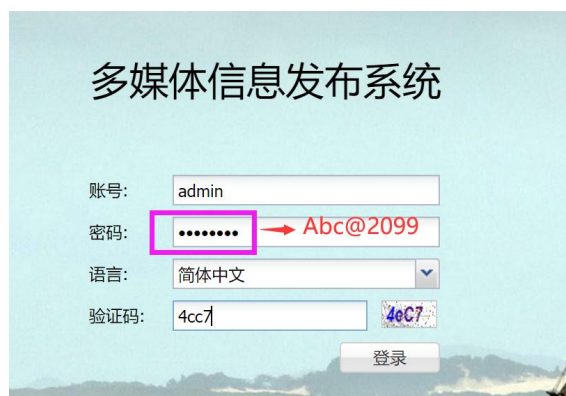 多媒体信息发布系统
账号: admin
密码: •••••••• Abc@2099
语言: 简体中文
验证码: 4cc7 4cC7
登录